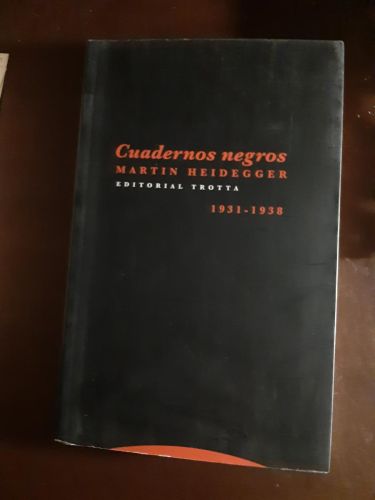 Cuadernos negros
MARTIN HEIDEGGER
EDITORIAL TROTTA
1931-1938